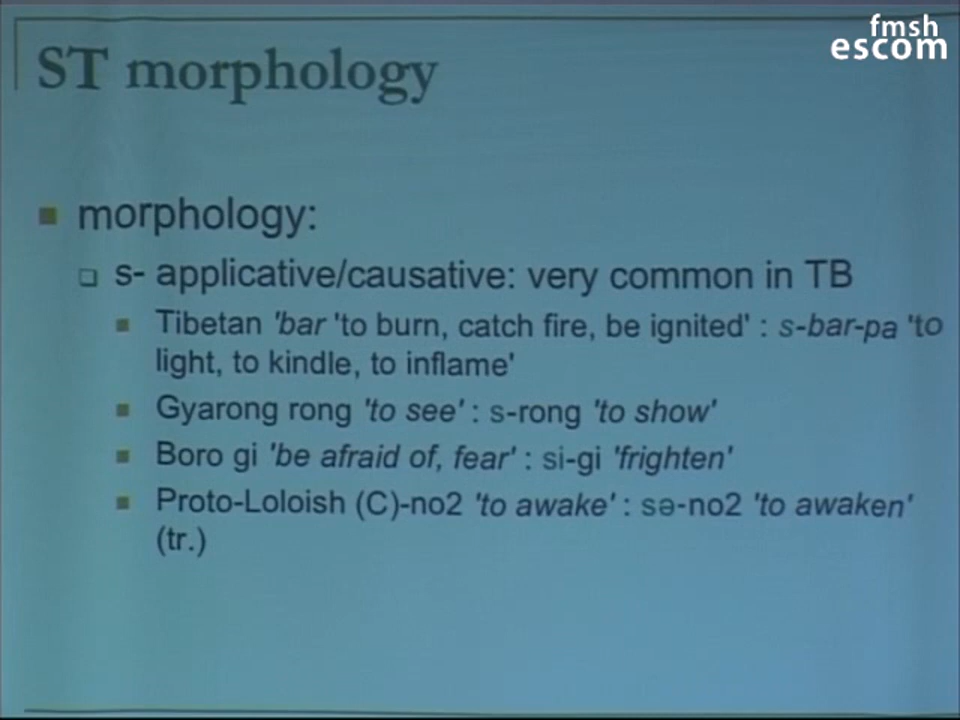 fmsh
escom
ST morphology
morphology:
s- applicative/causative: very common in TB
Tibetan 'bar 'to burn, catch fire, be ignited' : s-bar-pa 'to
light, to kindle, to inflame'
Gyarong rong 'to see' : s-rong 'to show'
Boro gi 'be afraid of, fear' : si-gi 'frighten'
Proto-Loloish (C)-no2 'to awake' : sə-no2 'to awaken'
(tr.)